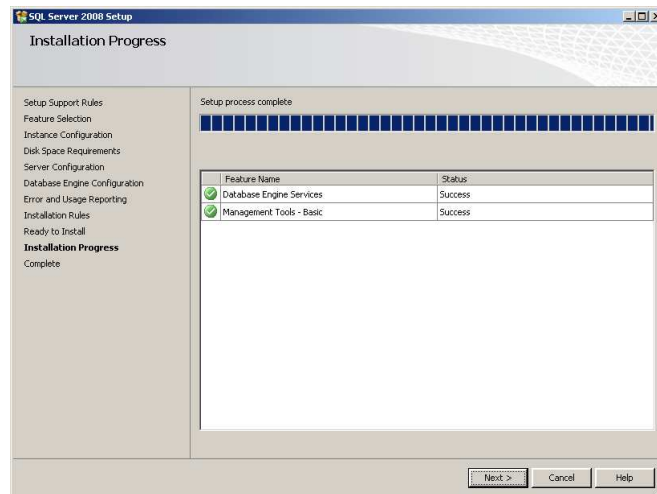 SQL Server 2008 Setup
Installation Progress
Setup Support Rules
Feature Selection
Instance Configuration
Disk Space Requirements
Server Configuration
Database Engine Configuration
Error and Usage Reporting
Installation Rules
Ready to Install
Installation Progress
Complete
Setup process complete
Feature Name Status
Database Engine Services Success
Management Tools - Basic Success
Next > Cancel Help